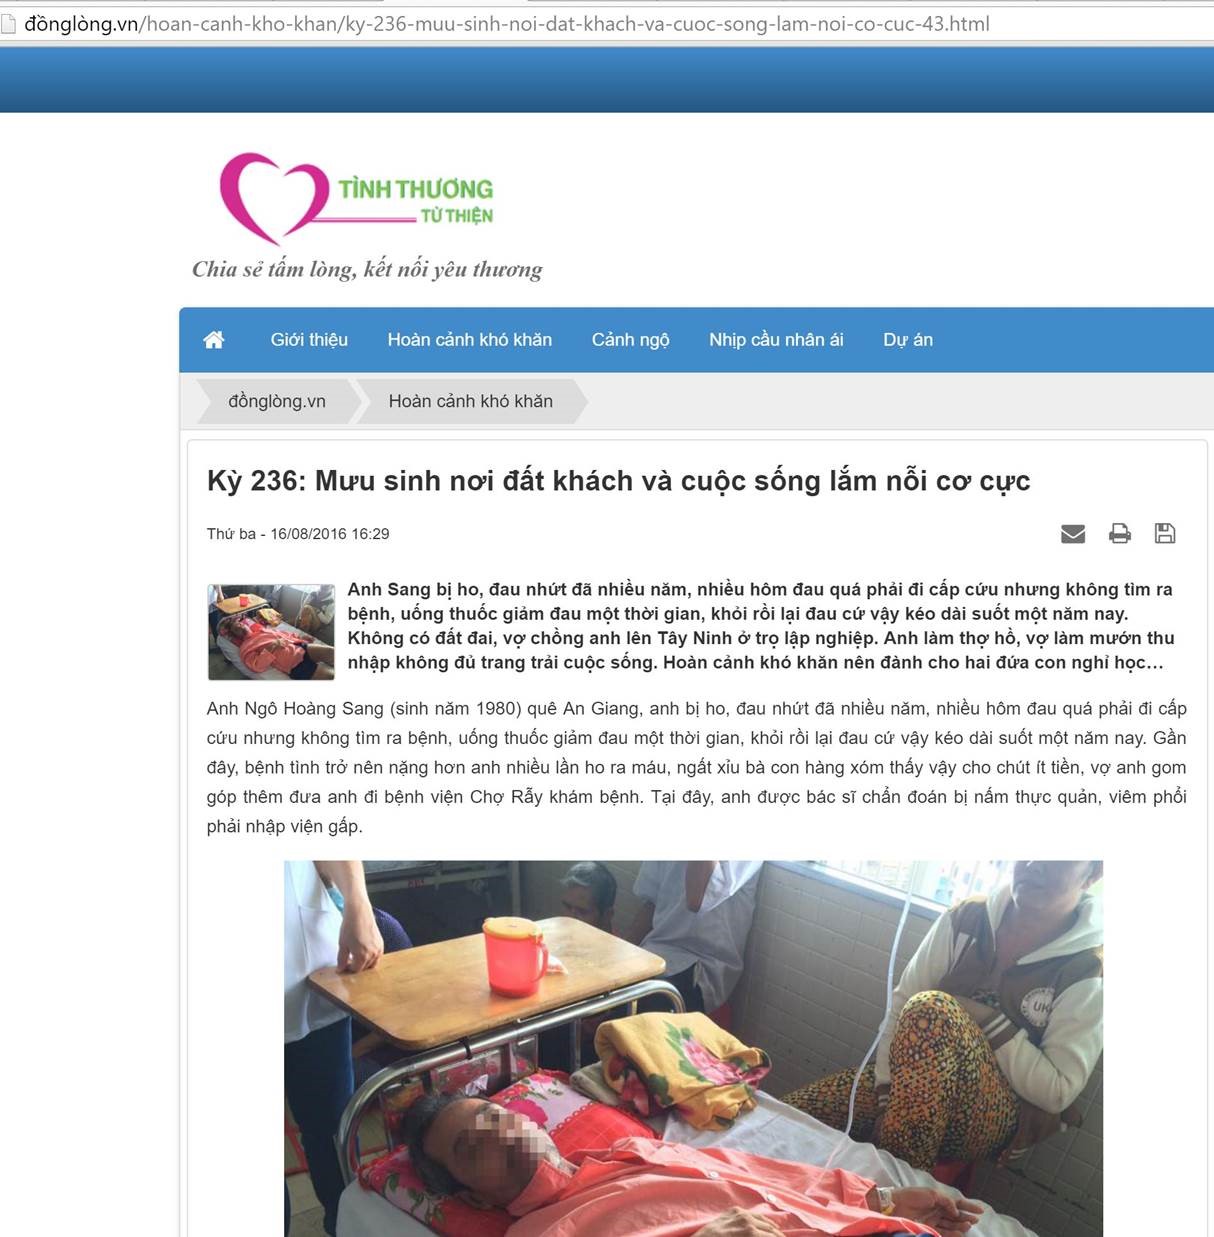 đồnglòng.vn/hoan-canh-kho-khan/ky-236-muu-sinh-noi-dat-khach-va-cuoc-song-lam-noi-co-cuc-43.html
TÌNH THƯƠNG
TỪ THIỆN
Chia sẻ tấm lòng, kết nối yêu thương
Giới thiệu Hoàn cảnh khó khăn Cảnh ngộ Nhịp cầu nhân ái Dự án
đồnglòng.vn Hoàn cảnh khó khăn
Kỳ 236: Mưu sinh nơi đất khách và cuộc sống lắm nỗi cơ cực
Thứ ba - 16/08/2016 16:29
Anh Sang bị ho, đau nhứt đã nhiều năm, nhiều hôm đau quá phải đi cấp cứu nhưng không tìm ra
bệnh, uống thuốc giảm đau một thời gian, khỏi rồi lại đau cứ vậy kéo dài suốt một năm nay.
Không có đất đai, vợ chồng anh lên Tây Ninh ở trọ lập nghiệp. Anh làm thợ hồ, vợ làm mướn thu
nhập không đủ trang trải cuộc sống. Hoàn cảnh khó khăn nên đành cho hai đứa con nghỉ học...
Anh Ngô Hoàng Sang (sinh năm 1980) quê An Giang, anh bị ho, đau nhứt đã nhiều năm, nhiều hôm đau quá phải đi cấp
cứu nhưng không tìm ra bệnh, uống thuốc giảm đau một thời gian, khỏi rồi lại đau cứ vậy kéo dài suốt một năm nay. Gần
đây, bệnh tình trở nên nặng hơn anh nhiều lần ho ra máu, ngất xỉu bà con hàng xóm thấy vậy cho chút ít tiền, vợ anh gom
góp thêm đưa anh đi bệnh viện Chợ Rẫy khám bệnh. Tại đây, anh được bác sĩ chẩn đoán bị nấm thực quản, viêm phổi
phải nhập viện gấp.
UK